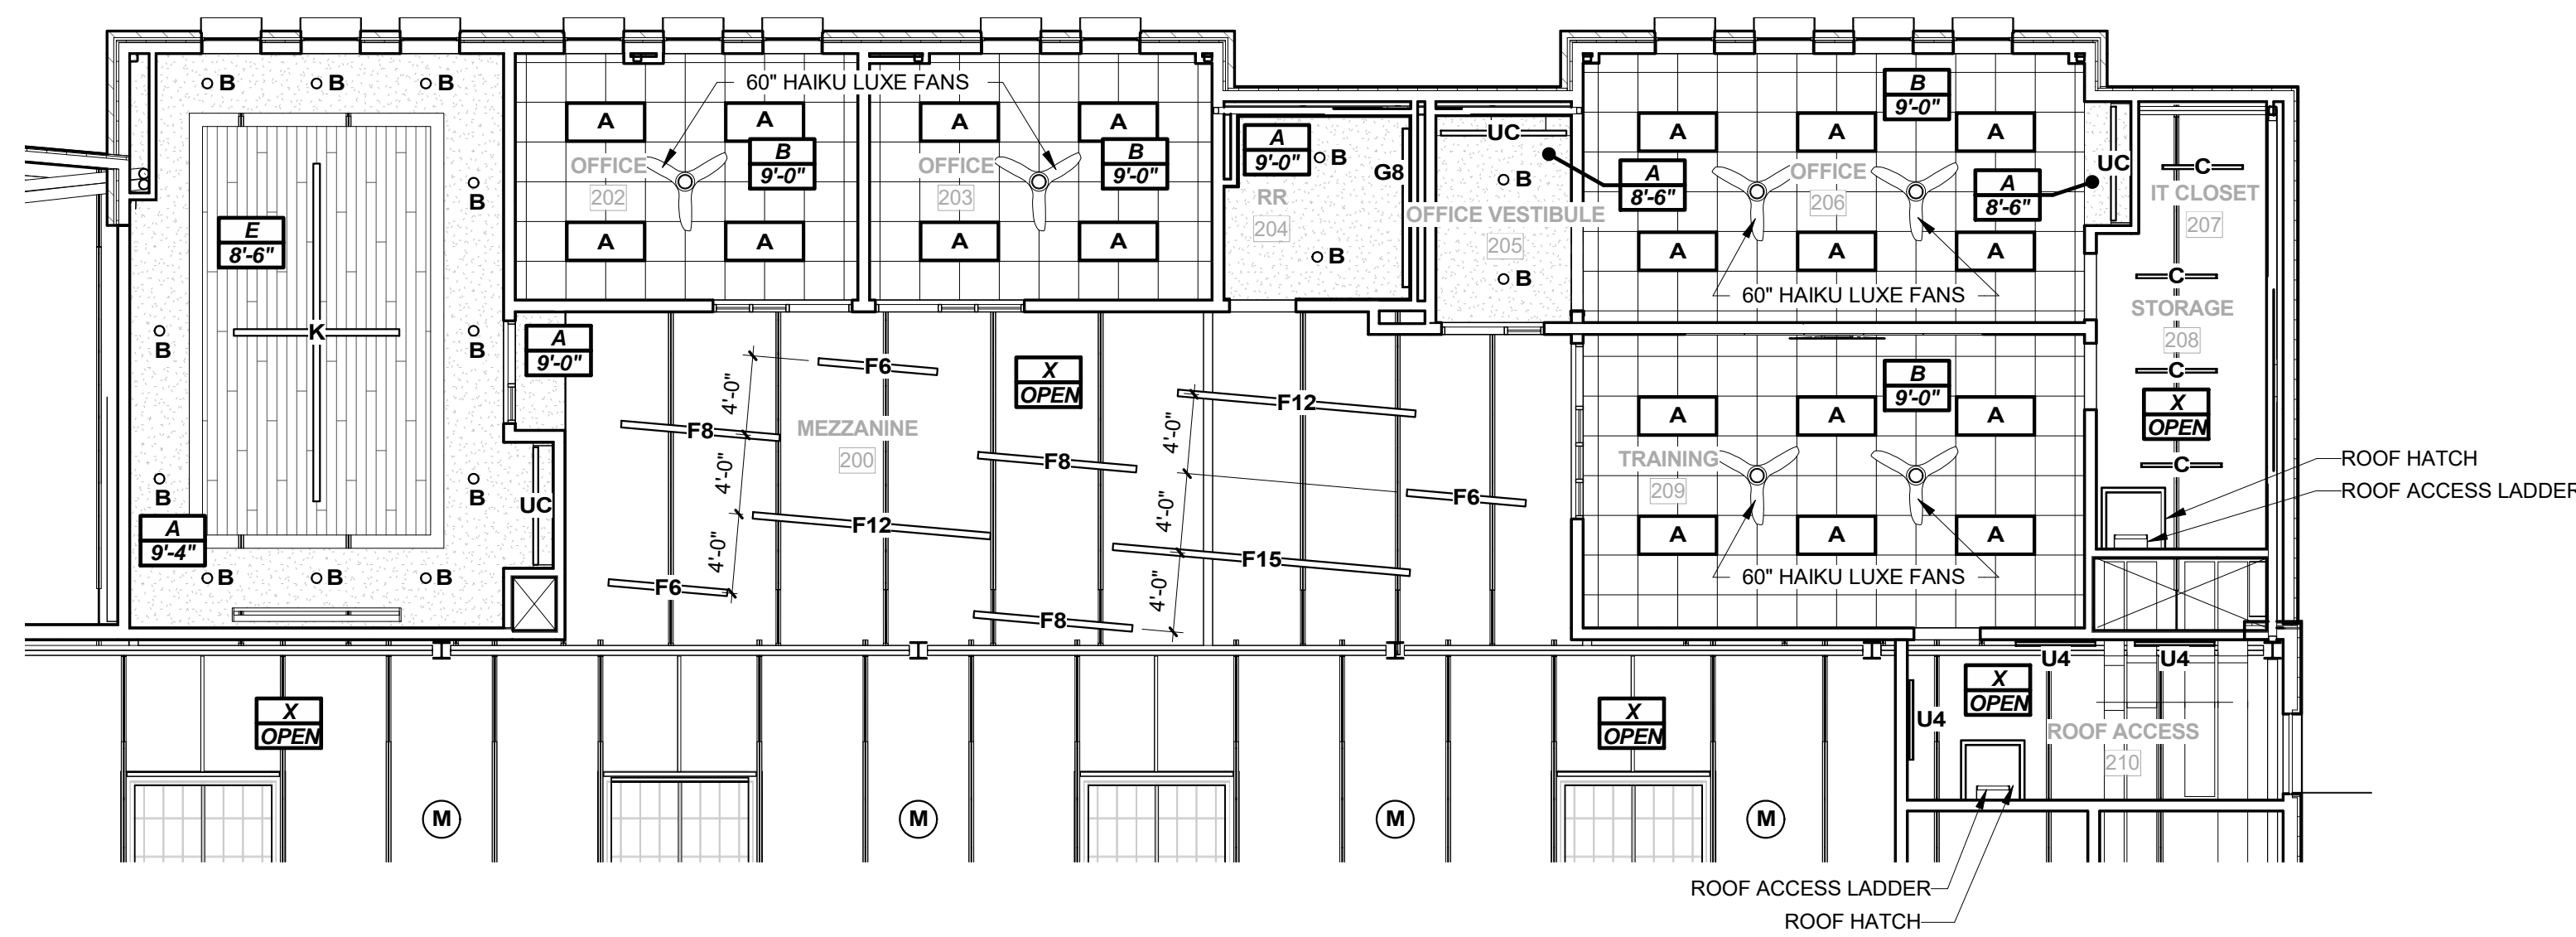 B B B
60" HAIKU LUXE FANS
B
9'-0"
A A A A
A A A
B
9'-0"
B
9'-0"
A
9'-0"
B
UC
B
G8
A
8'-6"
OFFICE
202
OFFICE
203
RR
204
OFFICE VESTIBULE
205
OFFICE
206
A
8'-6"
UC
C
IT CLOSET
207
B
E
8'-6"
A A A A
B
B
A A A
60" HAIKU LUXE FANS
C
STORAGE
208
B
K
B
A
9'-0"
4'-0"
F6
X
OPEN
F12
4'-0"
B
9'-0"
C
X
OPEN
F8
MEZZANINE
200
F8
A A A
4'-0"
F6
4'-0"
TRAINING
209
C
ROOF HATCH
ROOF ACCESS LADDER
B
B
UC
A
9'-4"
F12
4'-0"
F15
A A A
F6
F8
4'-0"
60" HAIKU LUXE FANS
B B B
U4 U4
X
OPEN
X
OPEN
U4
X
OPEN
ROOF ACCESS
210
M M M M
ROOF ACCESS LADDER
ROOF HATCH